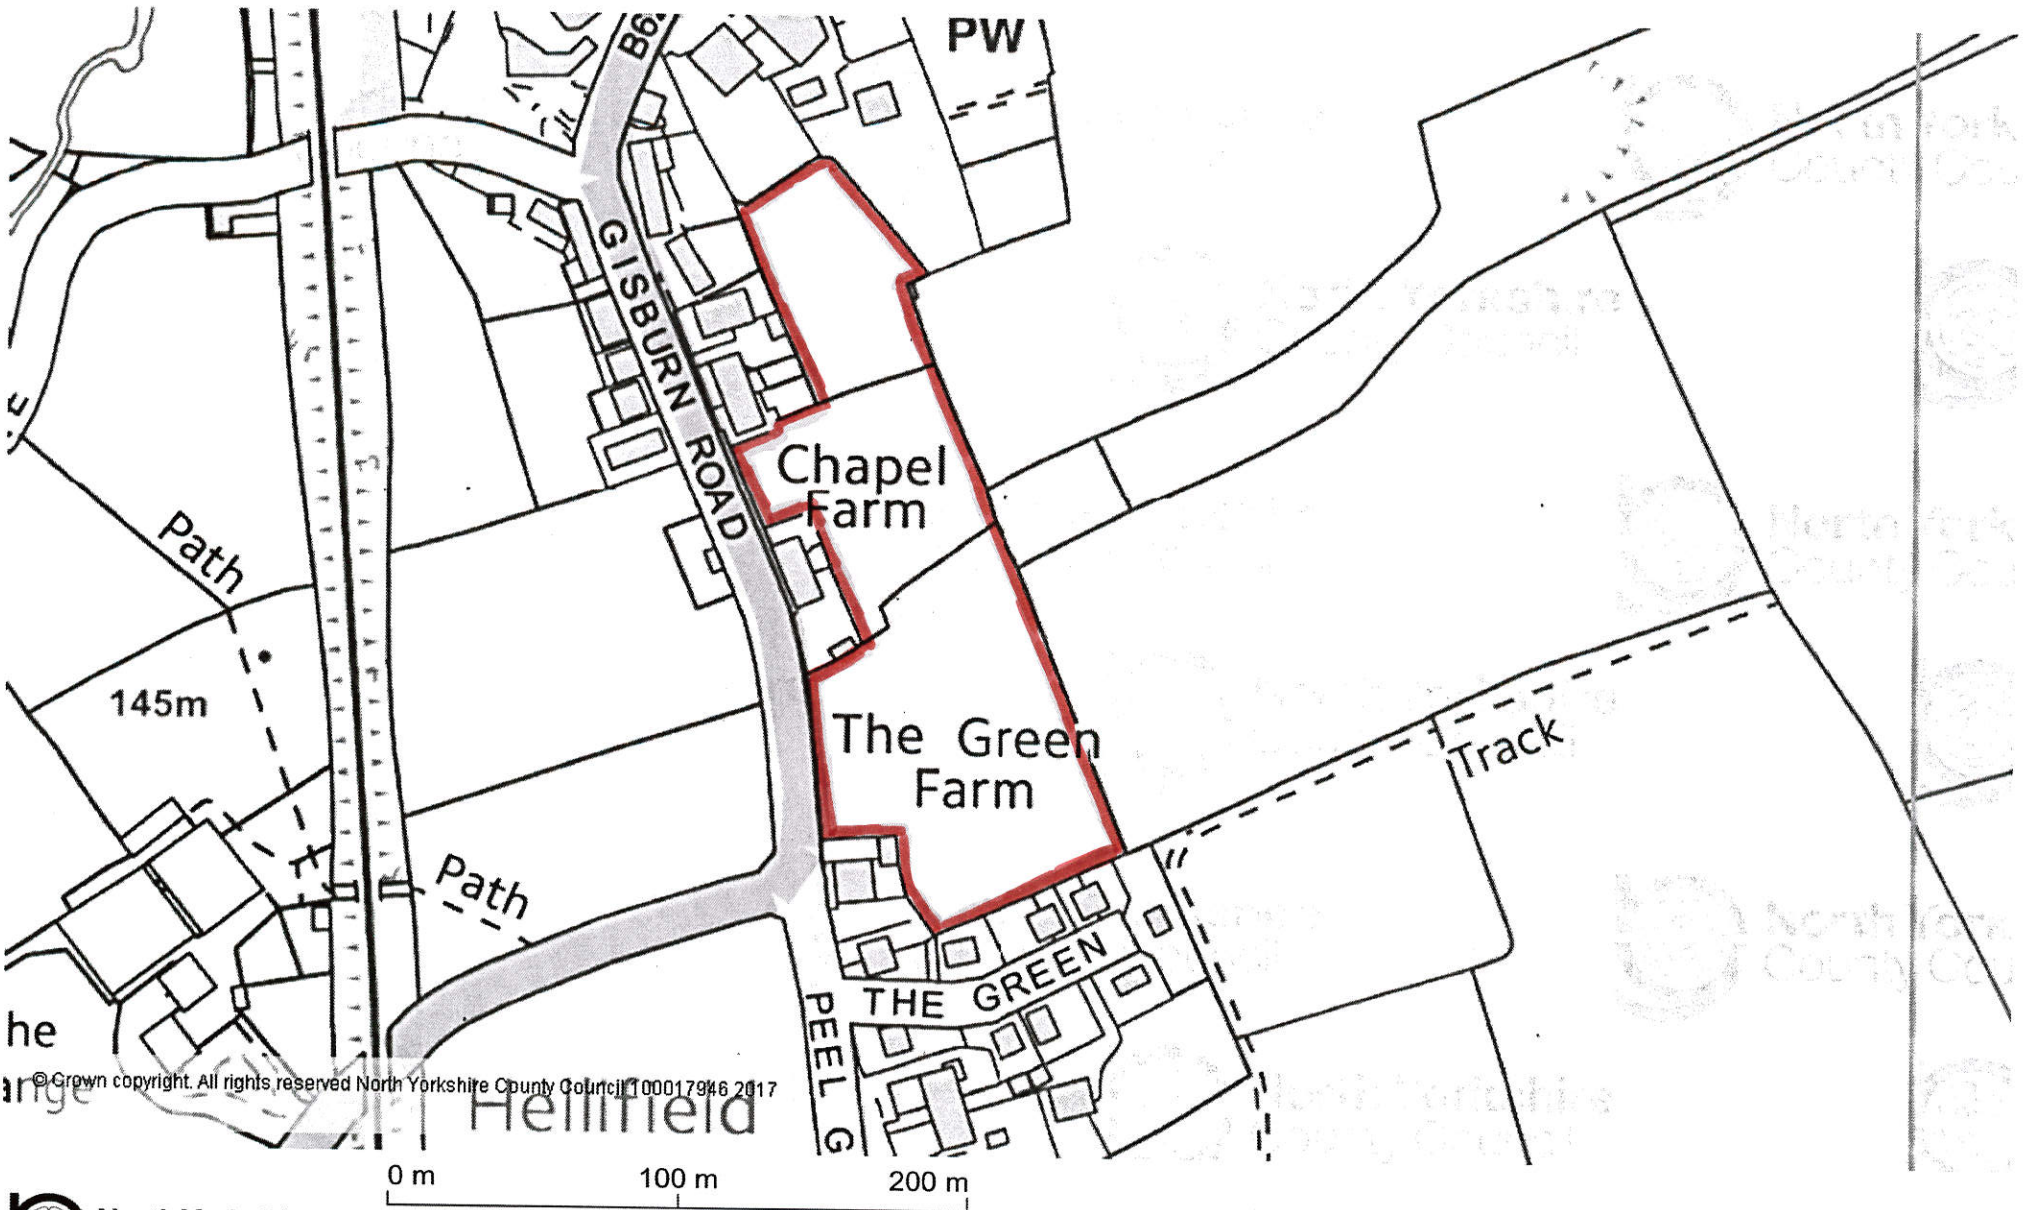 PW
GISBURN ROAD
Chapel
Farm
Path
145m
The Green
Farm
Track
Path
THE GREEN
PEEL G
he
ange
© Crown copyright. All rights reserved North Yorkshire County Council 100017946 2017
Hellifield
0 m 100 m 200 m